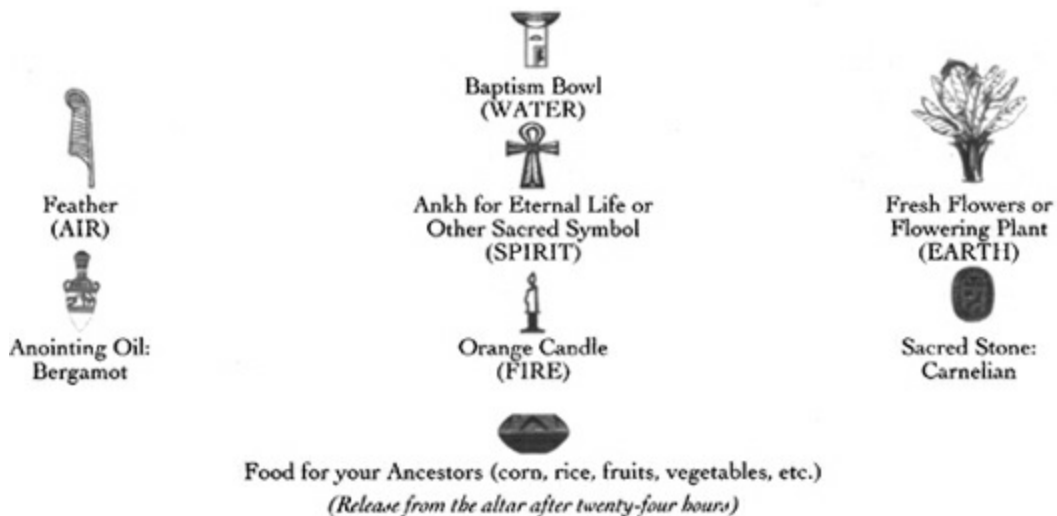 Baptism Bowl
(WATER)
Feather
(AIR)
Ankh for Eternal Life or
Other Sacred Symbol
(SPIRIT)
Fresh Flowers or
Flowering Plant
(EARTH)
Anointing Oil:
Bergamot
Orange Candle
(FIRE)
Sacred Stone:
Carnelian
Food for your Ancestors (corn, rice, fruits, vegetables, etc.)
(Release from the altar after twenty-four hours)